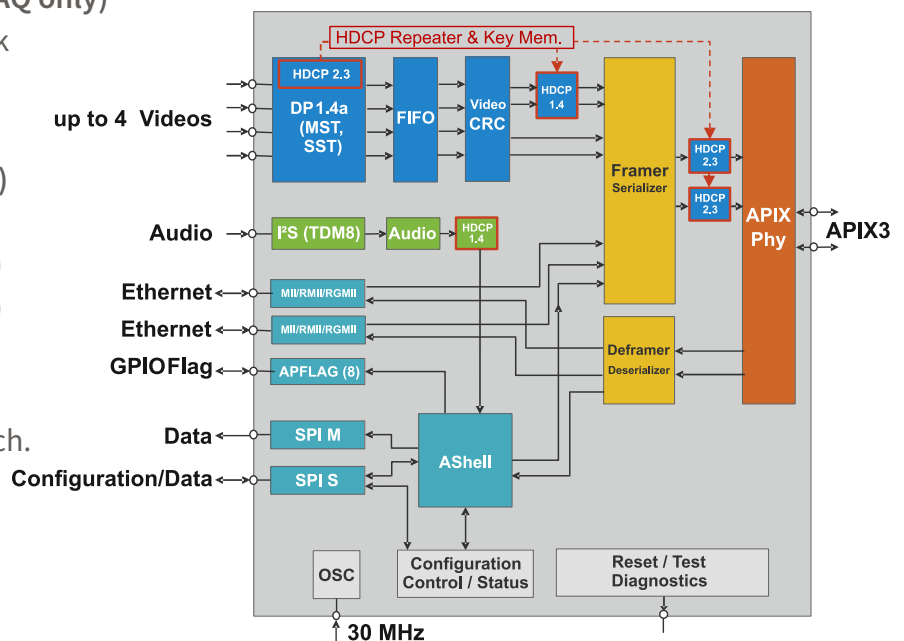 AQ only)
k
HDCP Repeater & Key Mem.
HDCP 2.3
DP1.4a
(MST,
SST)
FIFO
Video
CRC
HDCP
1.4
up to 4 Videos
)
Framer
Serializer
HDCP
2.3
HDCP
2.3
APIX
Phy
APIX3
Audio
I²S (TDM8)
Audio
HDCP
1.4
)
Ethernet
MII/RMII/RGMII
)
Ethernet
MII/RMII/RGMII
GPIOFlag
APFLAG (8)
Deframer
Deserializer
ch.
Data
SPI M
AShell
Configuration/Data
SPI S
OSC
Configuration
Control / Status
Reset / Test
Diagnostics
30 MHz